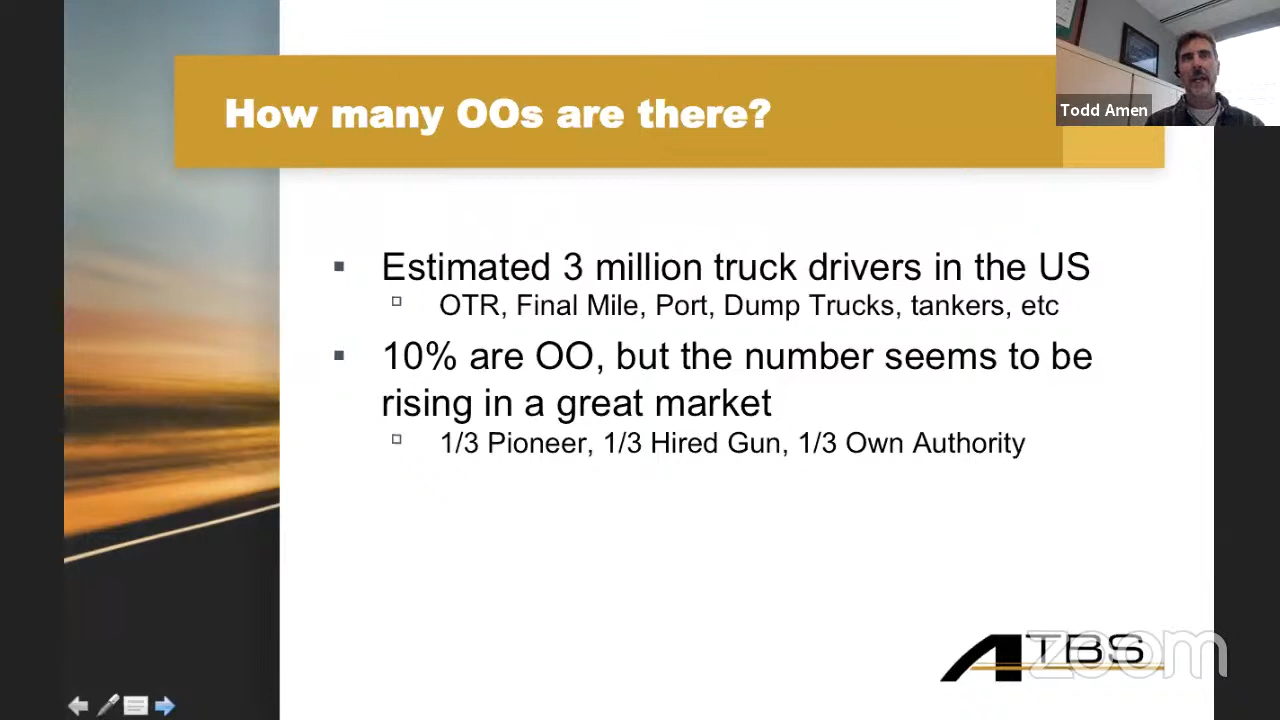 How many OOs are there?
Todd Amen
Estimated 3 million truck drivers in the US
OTR, Final Mile, Port, Dump Trucks, tankers, etc
10% are OO, but the number seems to be
rising in a great market
1/3 Pioneer, 1/3 Hired Gun, 1/3 Own Authority
ATBS
zoom